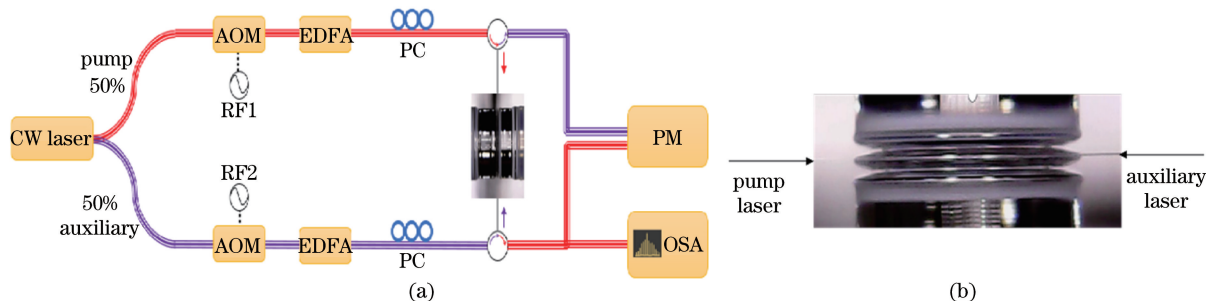 pump
50%
AOM
EDFA
PC
RF1
CW laser
RF2
50%
auxiliary
AOM
EDFA
PC
PM
OSA
(a)
pump
laser
auxiliary
laser
(b)